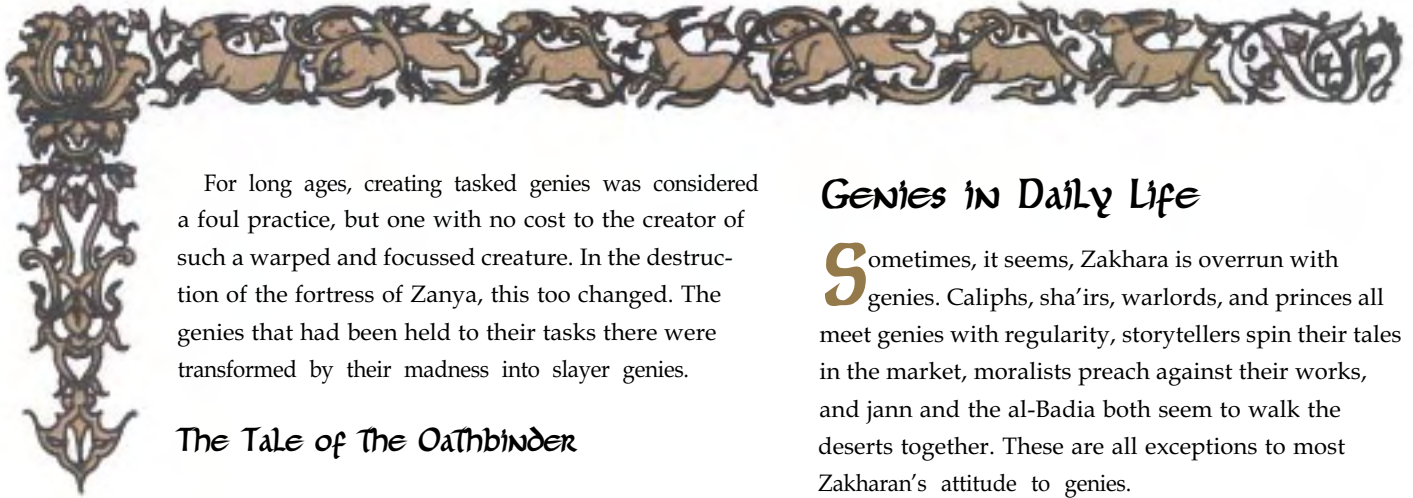 For long ages, creating tasked genies was considered
a foul practice, but one with no cost to the creator of
such a warped and focussed creature. In the destruc-
tion of the fortress of Zanya, this too changed. The
genies that had been held to their tasks there were
transformed by their madness into slayer genies.
The Tale of the Oathbinder
Genies in Daily Life
Sometimes, it seems, Zakhara is overrun with
genies. Caliphs, sha'irs, warlords, and princes all
meet genies with regularity, storytellers spin their tales
in the market, moralists preach against their works,
and jann and the al-Badia both seem to walk the
deserts together. These are all exceptions to most
Zakharan's attitude to genies.